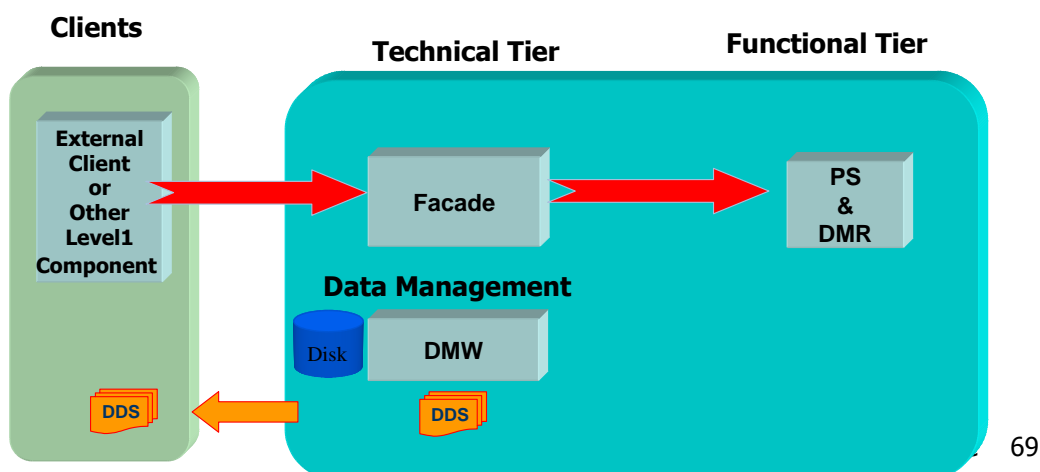 Clients
Technical Tier
Functional Tier
External
Client
or
Other
Level1
Component
Facade
PS
&
DMR
Data Management
Disk
DMW
DDS
DDS
69